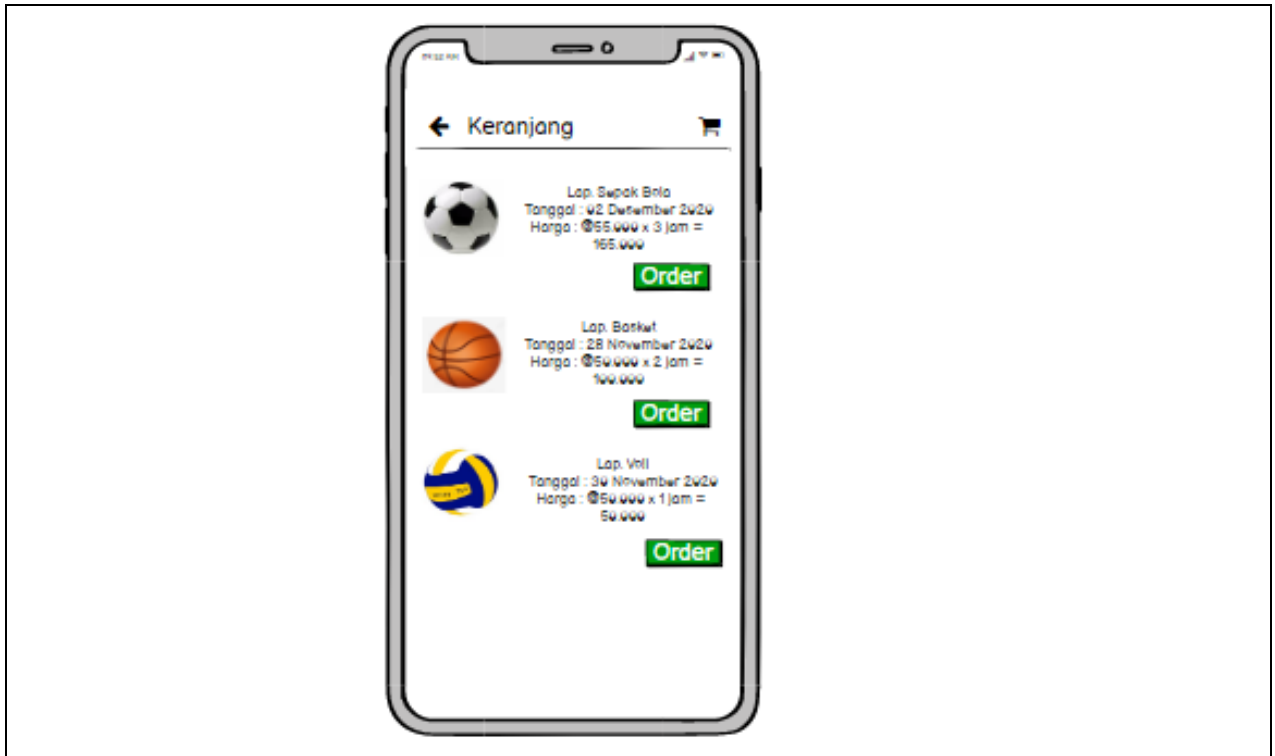 Keranjang
Lap. Sepak Bola
Tanggal : 02 Desember 2020
Harga : @55.000 x 3 jam =
165.000
Order
Lap. Basket
Tanggal : 28 November 2020
Harga : @50.000 x 2 jam =
100.000
Order
Lap. Voli
Tanggal : 30 November 2020
Harga : @50.000 x 1 jam =
50.000
Order